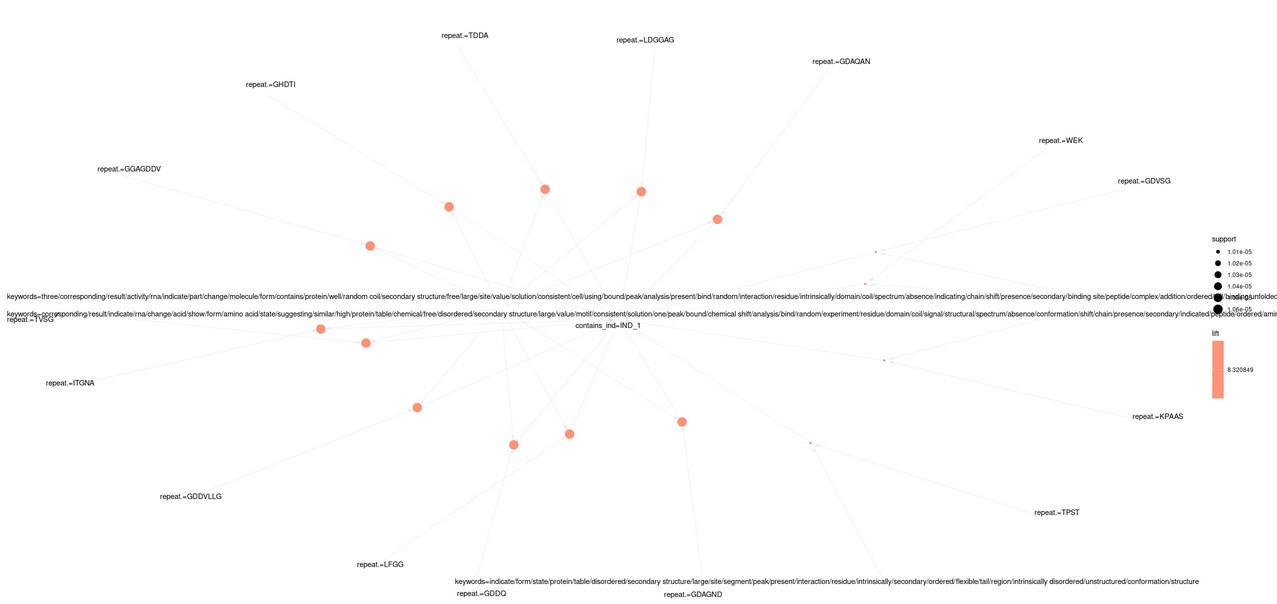 repeat.=TDDA
repeat.=LDGGAG
repeat.=GDAQAN
repeat.=GHDTI
repeat.=WEK
repeat.=GGAGDDV
repeat.=GDVSG
support
1.01e-05
1.02e-05
1.03e-05
1.04e-05
keywords=three/corresponding/result/activity/rna/indicate/part/change/molecule/form/contains/protein/well/random coil/secondary structure/free/large/site/value/solution/consistent/cell/using/bound/peak/analysis/present/bind/random/interaction/residue/intrinsically/domain/coil/spectrum/absence/indicating/chain/shift/presence/secondary/binding site/peptide/complex/addition/ordered
1.06e-05
keywords=corresponding/result/indicate/rna/change/acid/show/form/amino acid/state/suggesting/similar/high/protein/table/chemical/free/disordered/secondary structure/large/value/motif/consistent/solution/one/peak/bound/chemical shift/analysis/bind/random/experiment/residue/domain/coil/signal/structural/spectrum/absence/conformation/shift/chain/presence/secondary/indicated/peptide/ordered/amin
repeat.=TVSG
contains_ind=IND_1
lift
8.320849
repeat.=ITGNA
repeat.=KPAAS
repeat.=GDDVLLG
repeat.=TPST
repeat.=LFGG
keywords=indicate/form/state/protein/table/disordered/secondary structure/large/site/segment/peak/present/interaction/residue/intrinsically/secondary/ordered/flexible/tail/region/intrinsically disordered/unstructured/conformation/structure
repeat.=GDDQ
repeat.=GDAGND